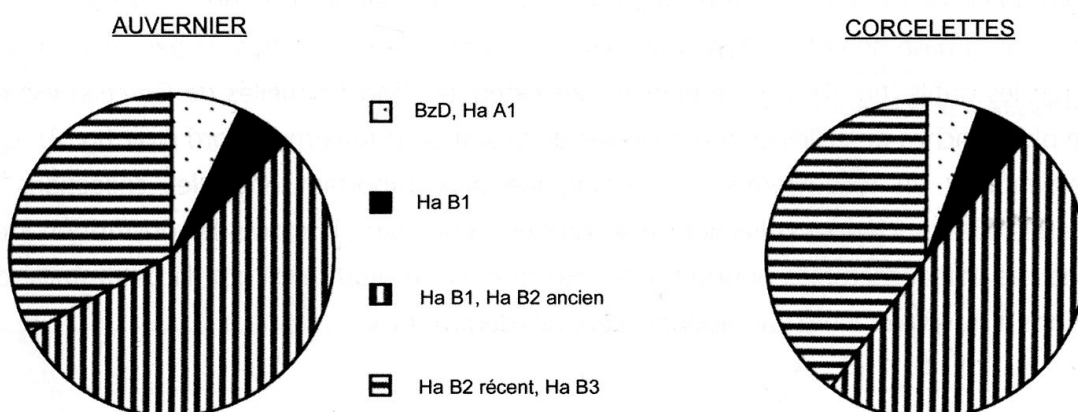 AUVERNIER
CORCELETTES
BzD, Ha A1
Ha B1
Ha B1, Ha B2 ancien
Ha B2 récent, Ha B3